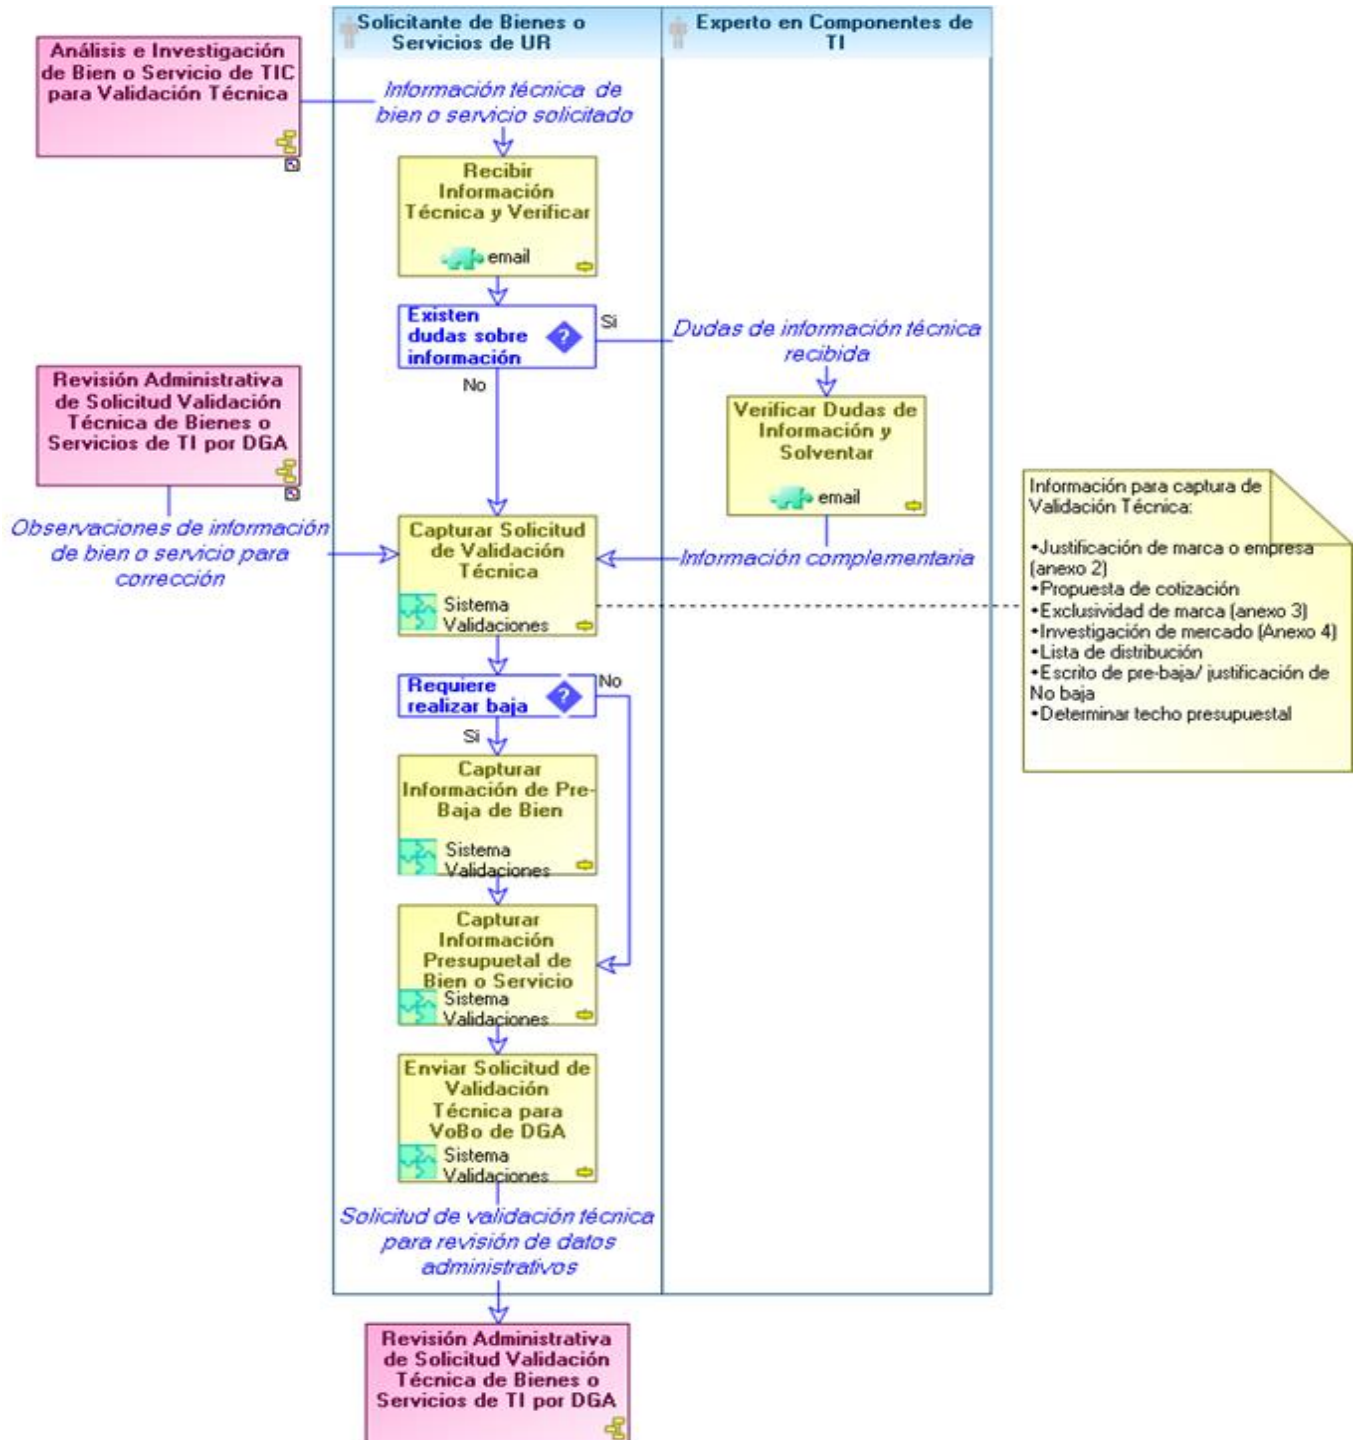 Solicitante de Bienes o
Servicios de UR
Experto en Componentes de
TI
Análisis e Investigación
de Bien o Servicio de TIC
para Validación Técnica
Información técnica de
bien o servicio solicitado
Recibir
Información
Técnica y Verificar
email
Existen
dudas sobre
información
Si
No
Dudas de información técnica
recibida
Revisión Administrativa
de Solicitud Validación
Técnica de Bienes o
Servicios de TI por DGA
Verificar Dudas de
Información y
Solventar
email
Observaciones de información
de bien o servicio para
corrección
Capturar Solicitud
de Validación
Técnica
Sistema
Validaciones
Información complementaria
Información para captura de
Validación Técnica:
•Justificación de marca o empresa
(anexo 2)
•Propuesta de cotización
•Exclusividad de marca (anexo 3)
•Investigación de mercado (Anexo 4)
•Lista de distribución
•Escrito de pre-baja/ justificación de
No baja
•Determinar techo presupuestal
Requiere
realizar baja
No
Si
Capturar
Información de Pre-
Baja de Bien
Sistema
Validaciones
Capturar
Información
Presupuetal de
Bien o Servicio
Sistema
Validaciones
Enviar Solicitud de
Validación
Técnica para
VoBo de DGA
Sistema
Validaciones
Solicitud de validación técnica
para revisión de datos
administrativos
Revisión Administrativa
de Solicitud Validación
Técnica de Bienes o
Servicios de TI por DGA